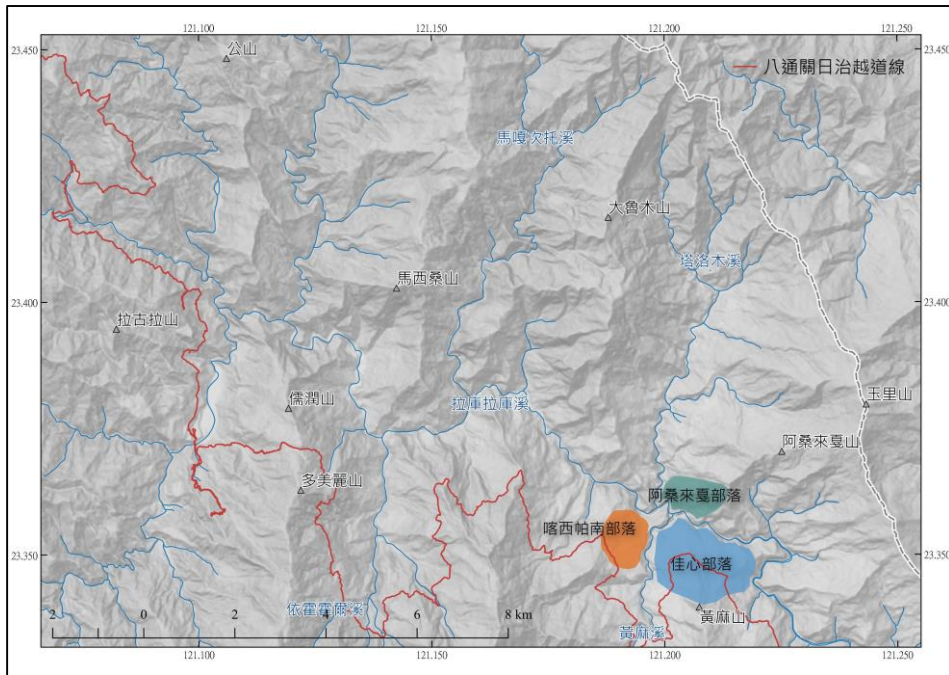 121.100
121.150
121.200
121.250
23.450
23.450
公山
八通關日治越道線
馬嘎次托溪
大魯木山
塔洛木溪
馬西桑山
23.400
23.400
拉古拉山
玉里山
儒潤山
拉庫拉庫溪
阿桑來戛山
多美麗山
阿桑來戛部落
喀西帕南部落
23.350
23.350
佳心部落
依霍霍爾溪
黃麻山
黃麻溪
2
0
2
4
6
8 km
121.100
121.150
121.200
121.250